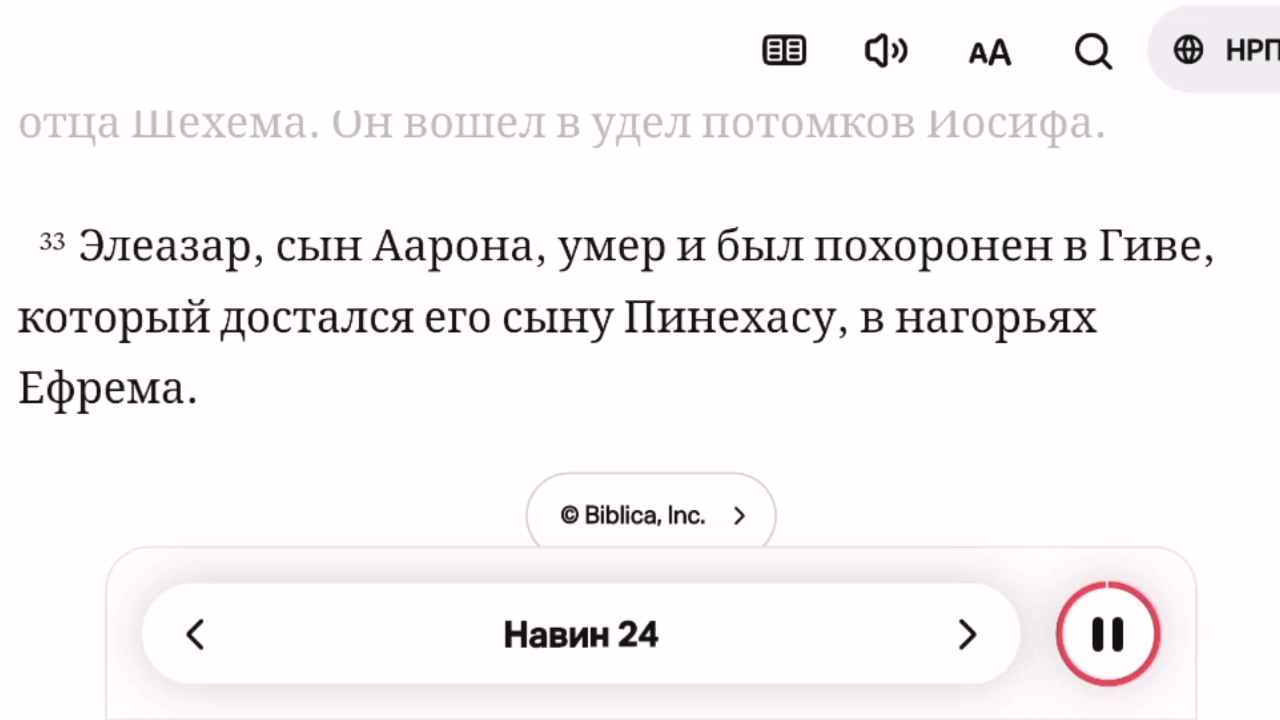 AA
НРП
отца Шехема. Он вошел в удел потомков Иосифа.
33 Элеазар, сын Аарона, умер и был похоронен в Гиве,
который достался его сыну Пинехасу, в нагорьях
Ефрема.
© Biblica, Inc.
Навин 24